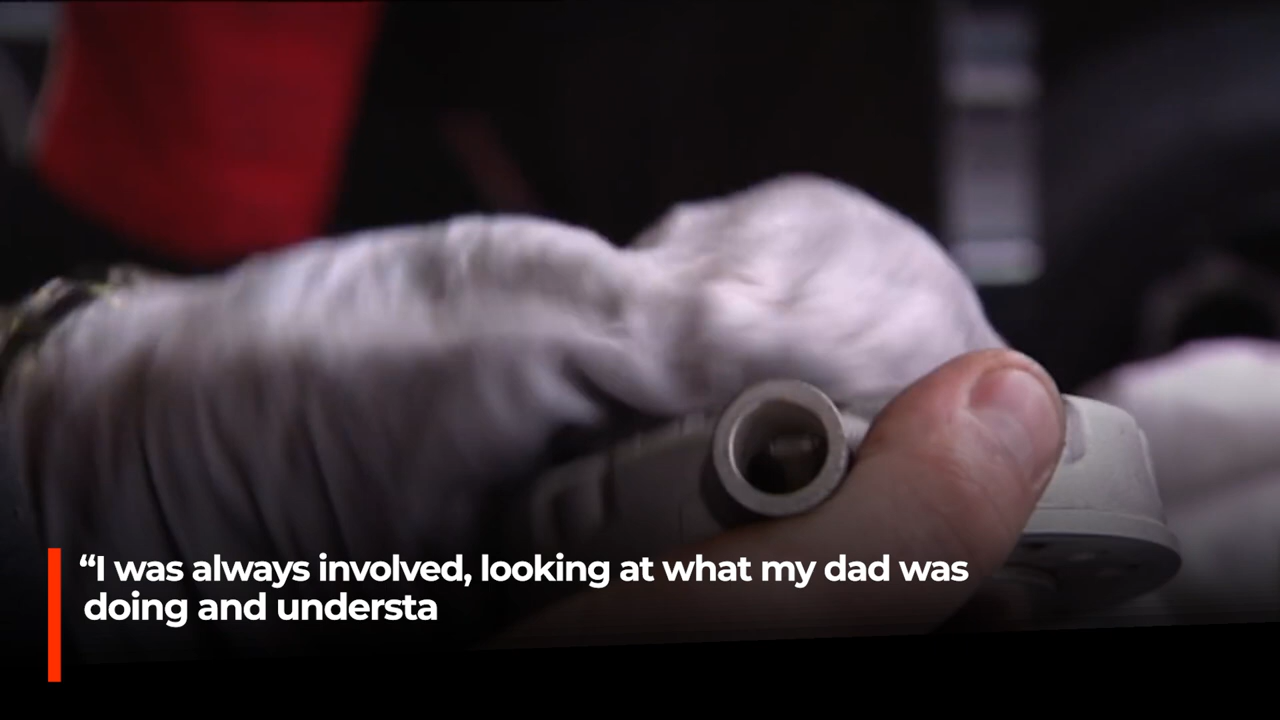 “I was always involved, looking at what my dad was
doing and understa